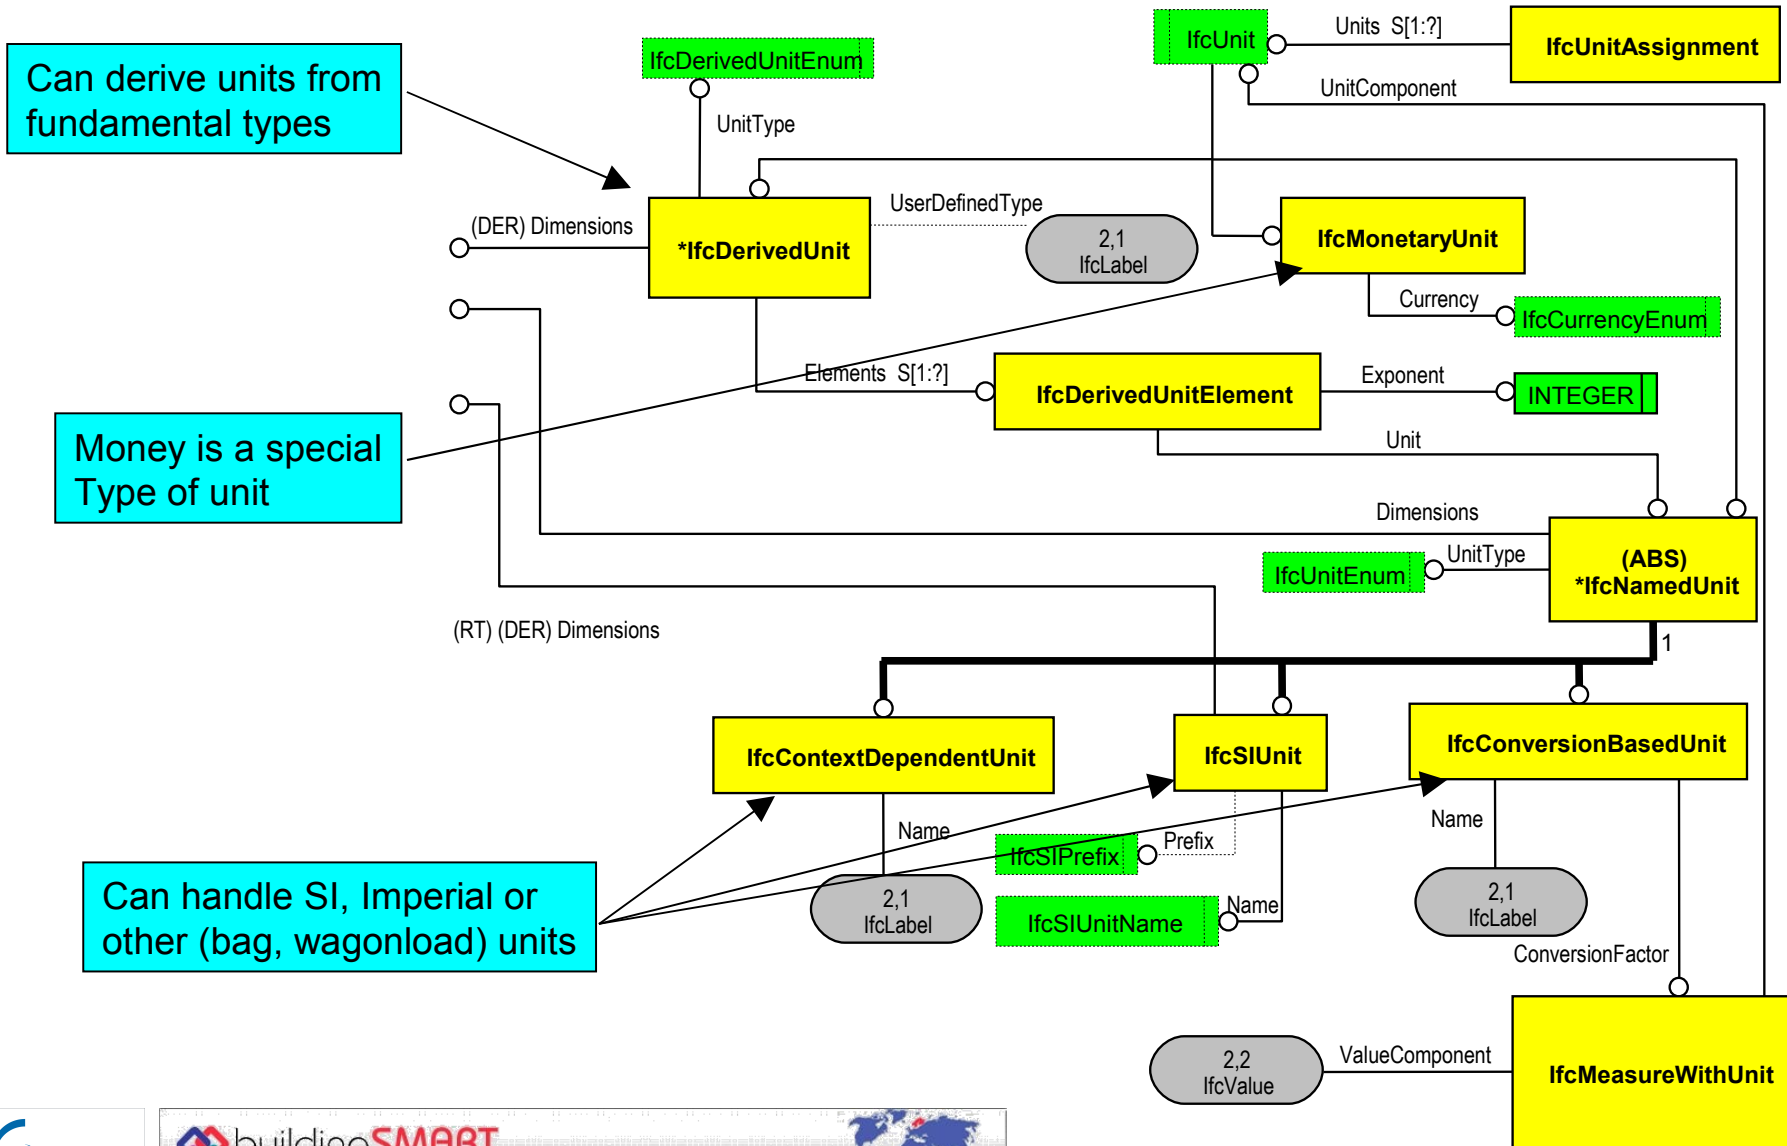 IfcUnit
Units S[1:?]
IfcUnitAssignment
Can derive units from
fundamental types
IfcDerivedUnitEnum
UnitComponent
UnitType
UserDefinedType
(DER) Dimensions
*IfcDerivedUnit
2,1
IfcLabel
IfcMonetaryUnit
Currency
IfcCurrencyEnum
Elements S[1:?]
IfcDerivedUnitElement
Exponent
INTEGER
Money is a special
Type of unit
Unit
Dimensions
IfcUnitEnum
UnitType
(ABS)
*IfcNamedUnit
(RT) (DER) Dimensions
1
IfcContextDependentUnit
IfcSIUnit
IfcConversionBasedUnit
Name
IfcSIPrefix
Prefix
Name
Can handle SI, Imperial or
other (bag, wagonload) units
2,1
IfcLabel
IfcSIUnitName
Name
2,1
IfcLabel
ConversionFactor
2,2
IfcValue
ValueComponent
IfcMeasureWithUnit
buildingSMART